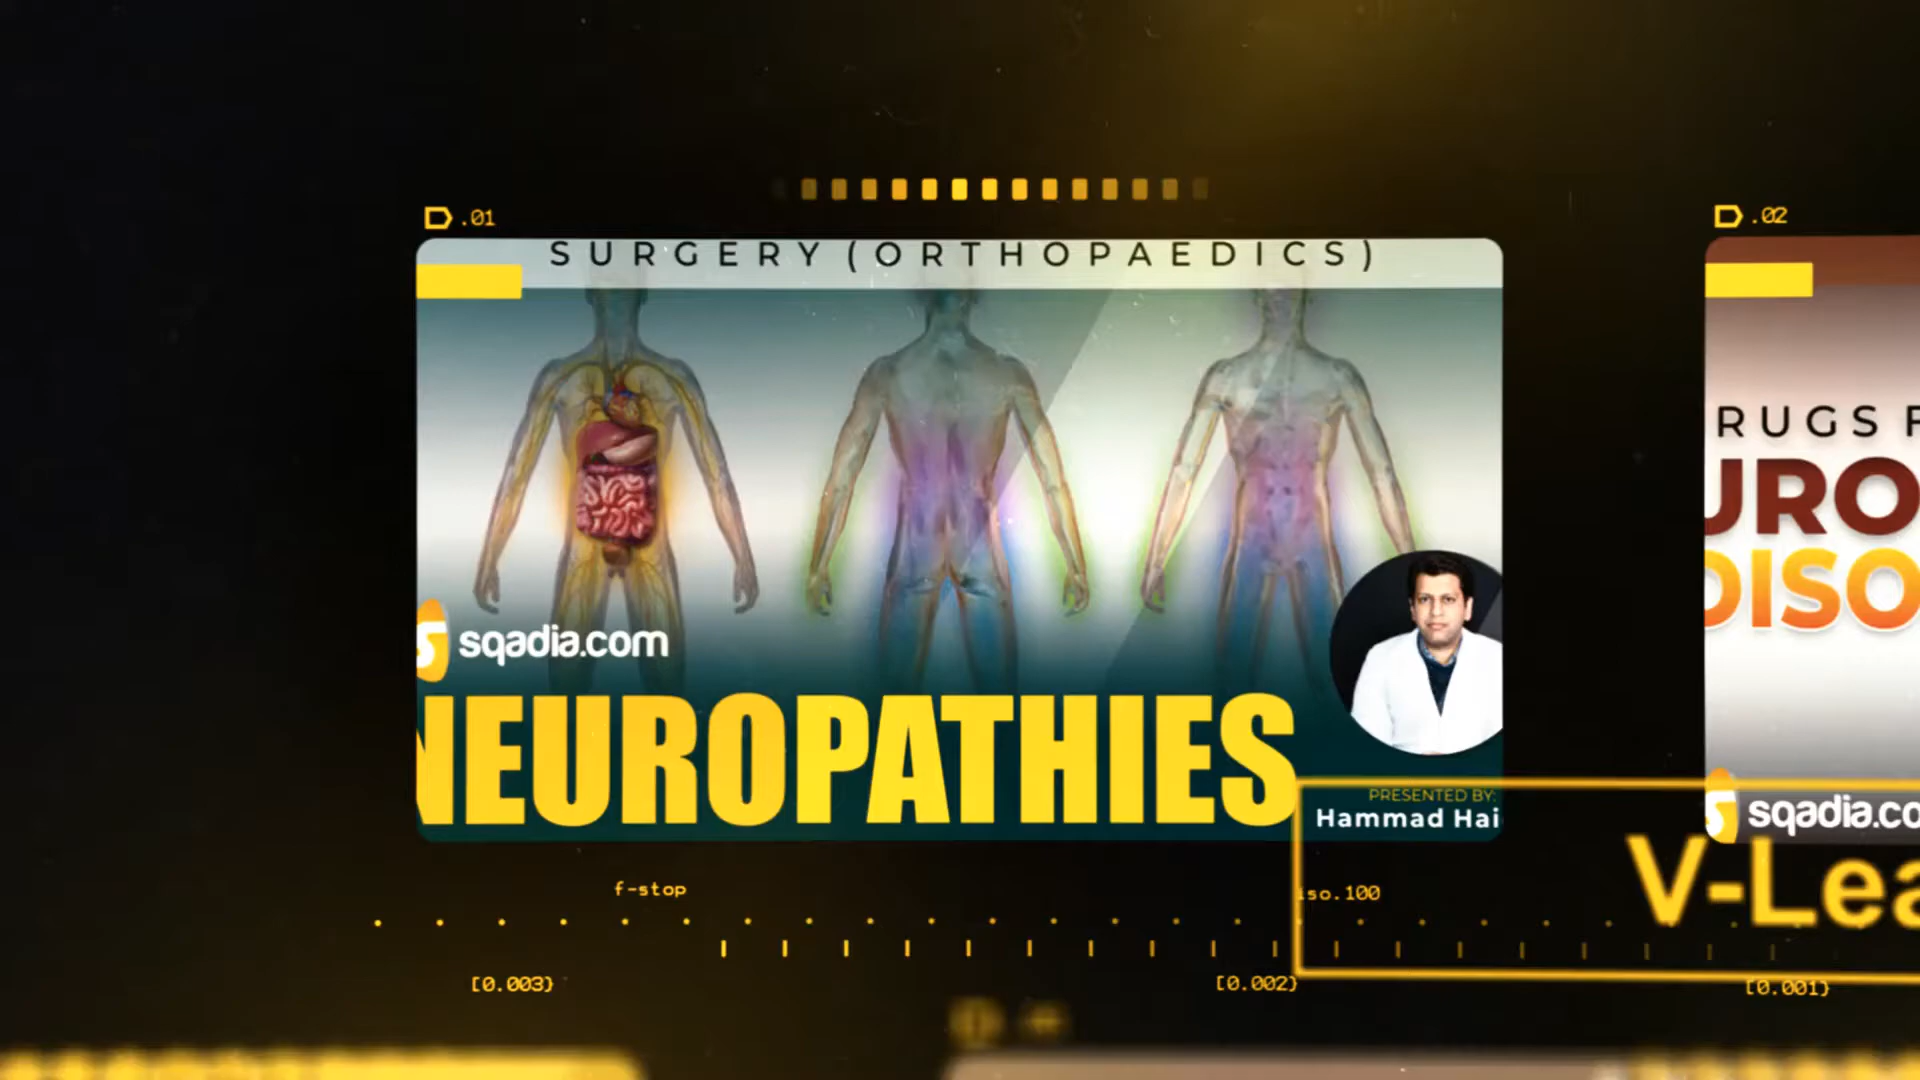 .01
.02
SURGERY (ORTHOPAEDICS)
RUGS F
URO
DISO
sqadia.com
NEUROPATHIES
PRESENTED BY:
Hammad Hai
sqadia.co
V-Lea
f-stop
iso.100
[0.003}
[0.002}
[0.001}